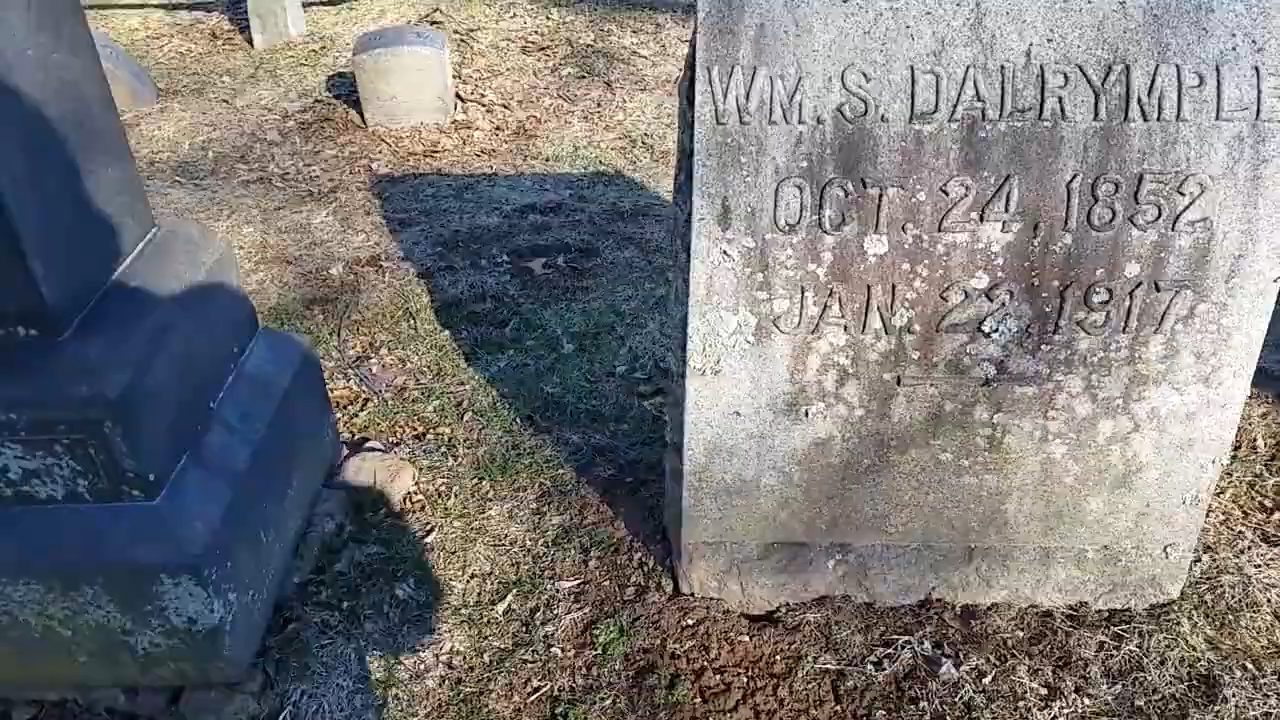 WM. S. DALRYMPLE
OCT. 24, 1852
JAN. 22, 1917